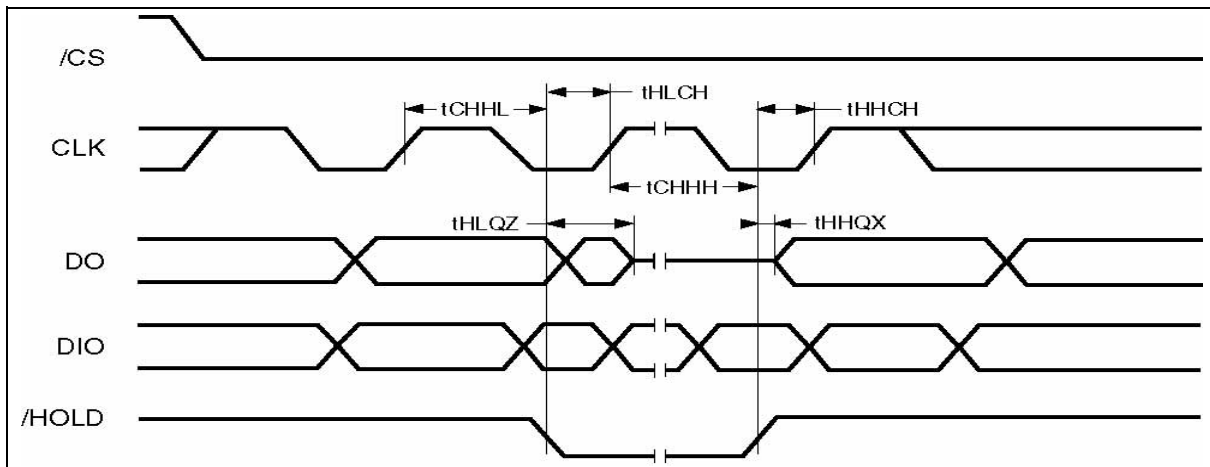 /CS
tHLCH
tHHCH
tCHHL
CLK
tCHHH
tHLQZ
tHHQX
DO
DIO
/HOLD